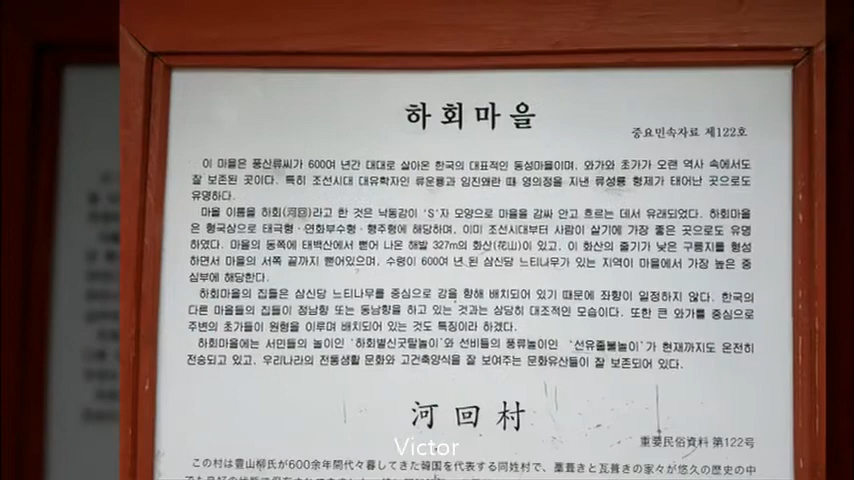 하회마을
중요민속자료 제122호
이 마을은 풍산류씨가 600여 년간 대대로 살아온 한국의 대표적인 동성마을이며, 와가와 초가가 오랜 역사 속에서도
잘 보존된 곳이다. 특히 조선시대 대유학자인 류운룡과 임진왜란 때 영의정을 지낸 류성룡 형제가 태어난 곳으로도
유명하다.
마을 이름을 하회(河回)라고 한 것은 낙동강이 'S'자 모양으로 마을을 감싸 안고 흐르는 데서 유래되었다. 하회마을
은 형국상으로 태극형·연화부수형·행주형에 해당하며, 이미 조선시대부터 사람이 살기에 가장 좋은 곳으로도 유명
하였다. 마을의 동쪽에 태백산에서 뻗어 나온 해발 327m의 화산(花山)이 있고, 이 화산의 줄기가 낮은 구릉지를 형성
하면서 마을의 서쪽 끝까지 뻗어있으며, 수령이 600여 년 된 삼신당 느티나무가 있는 지역이 마을에서 가장 높은 중
심부에 해당한다.
하회마을의 집들은 삼신당 느티나무를 중심으로 강을 향해 배치되어 있기 때문에 좌향이 일정하지 않다. 한국의
다른 마을들의 집들이 정남향 또는 동남향을 하고 있는 것과는 상당히 대조적인 모습이다. 또한 큰 와가를 중심으로
주변의 초가들이 원형을 이루며 배치되어 있는 것도 특징이라 하겠다.
하회마을에는 서민들의 놀이인 '하회별신굿탈놀이'와 선비들의 풍류놀이인 '선유줄불놀이'가 현재까지도 온전히
전승되고 있고, 우리나라의 전통생활 문화와 고건축양식을 잘 보여주는 문화유산들이 잘 보존되어 있다.
河回村
重要民俗資料 第122号
この村は豊山柳氏が600余年間代々暮してきた韓国を代表する同姓村で、藁葺きと瓦葺きの家々が悠久の歴史の中
Victor